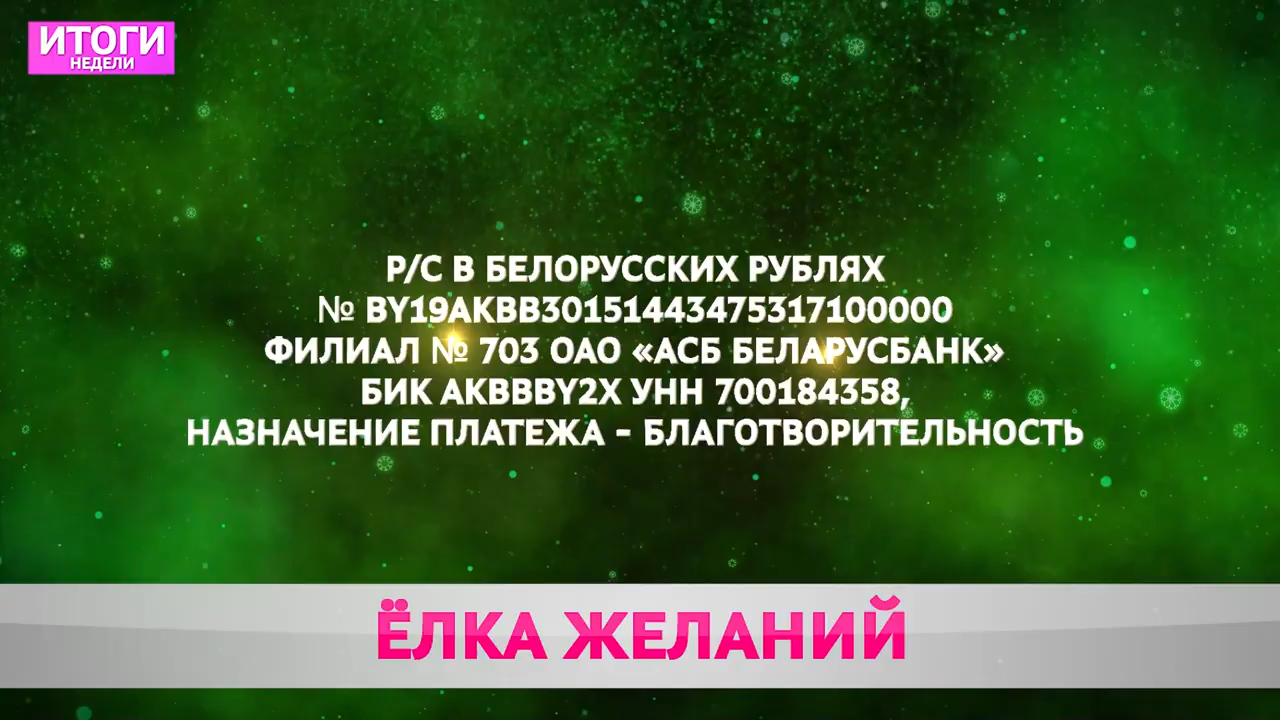 ИТОГИ
НЕДЕЛИ
Р/С В БЕЛОРУССКИХ РУБЛЯХ
№ BY19AKBB30151443475317100000
ФИЛИАЛ № 703 ОАО «АСБ БЕЛАРУСБАНК»
БИК AKBBBY2X УНН 700184358,
НАЗНАЧЕНИЕ ПЛАТЕЖА - БЛАГОТВОРИТЕЛЬНОСТЬ
ЁЛКА ЖЕЛАНИЙ